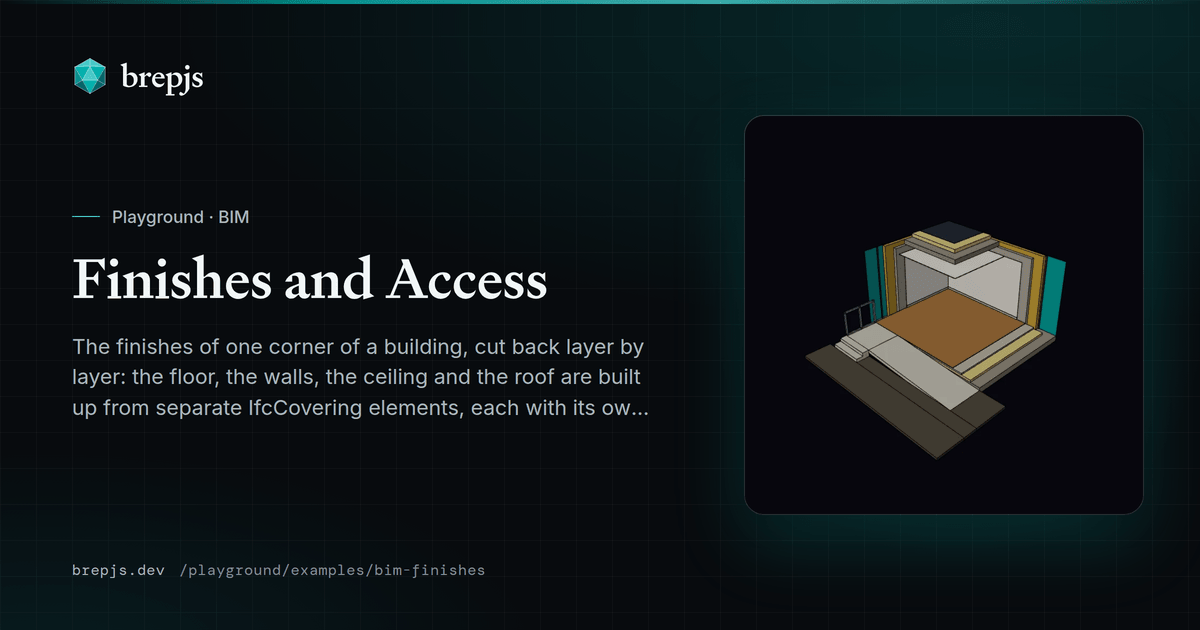 brepjs
Playground · BIM
Finishes and Access
The finishes of one corner of a building, cut back layer by
layer: the floor, the walls, the ceiling and the roof are built
up from separate IfcCovering elements, each with its ow...
brepjs.dev /playground/examples/bim-finishes